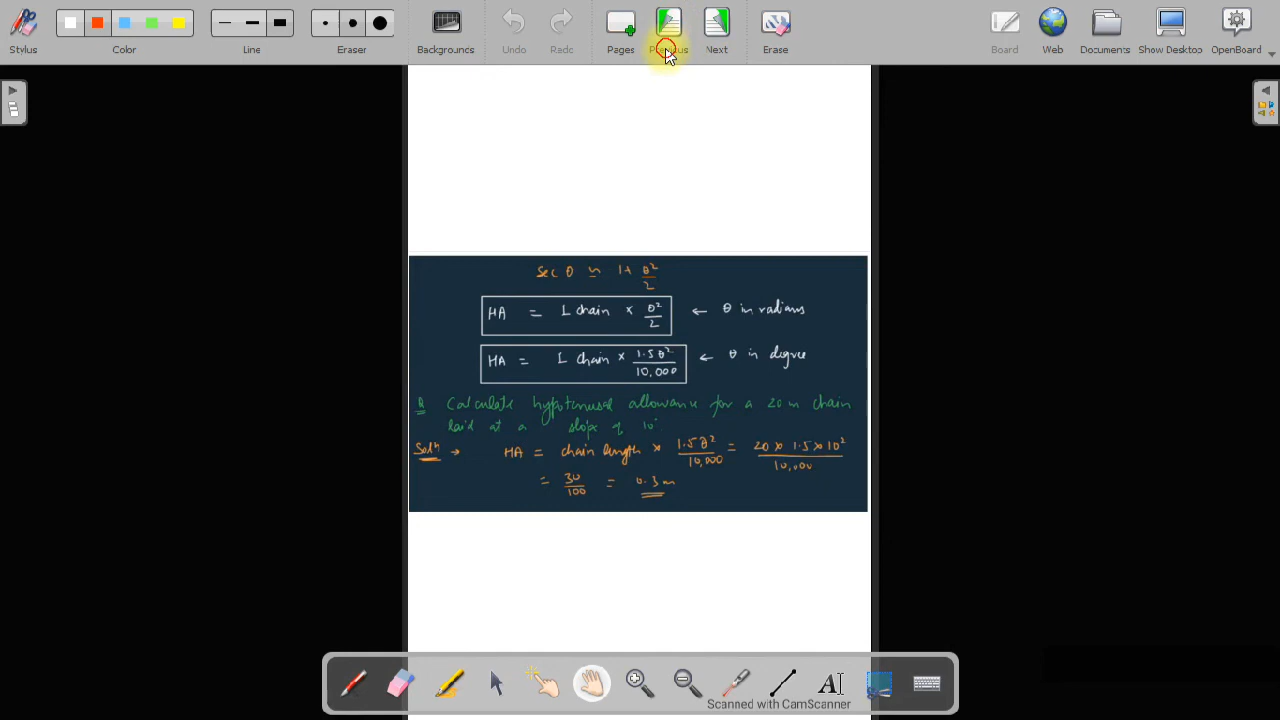 Stylus Color Line Eraser Backgrounds Undo Redo Pages Previous Next Erase Board Web Documents Show Desktop OpenBoard
sec θ ≈ 1+ θ²/2
HA = L chain × θ²/2 ← θ in radians
HA = L chain × 1.5θ²/10,000 ← θ in degree
Q Calculate hypotenusal allowance for a 20 m chain
laid at a slope of 10°
Solⁿ → HA = chain length × 1.5θ²/10,000 = 20 × 1.5 × 10²/10,000
= 30/100 = 0.3 m
Scanned with CamScanner